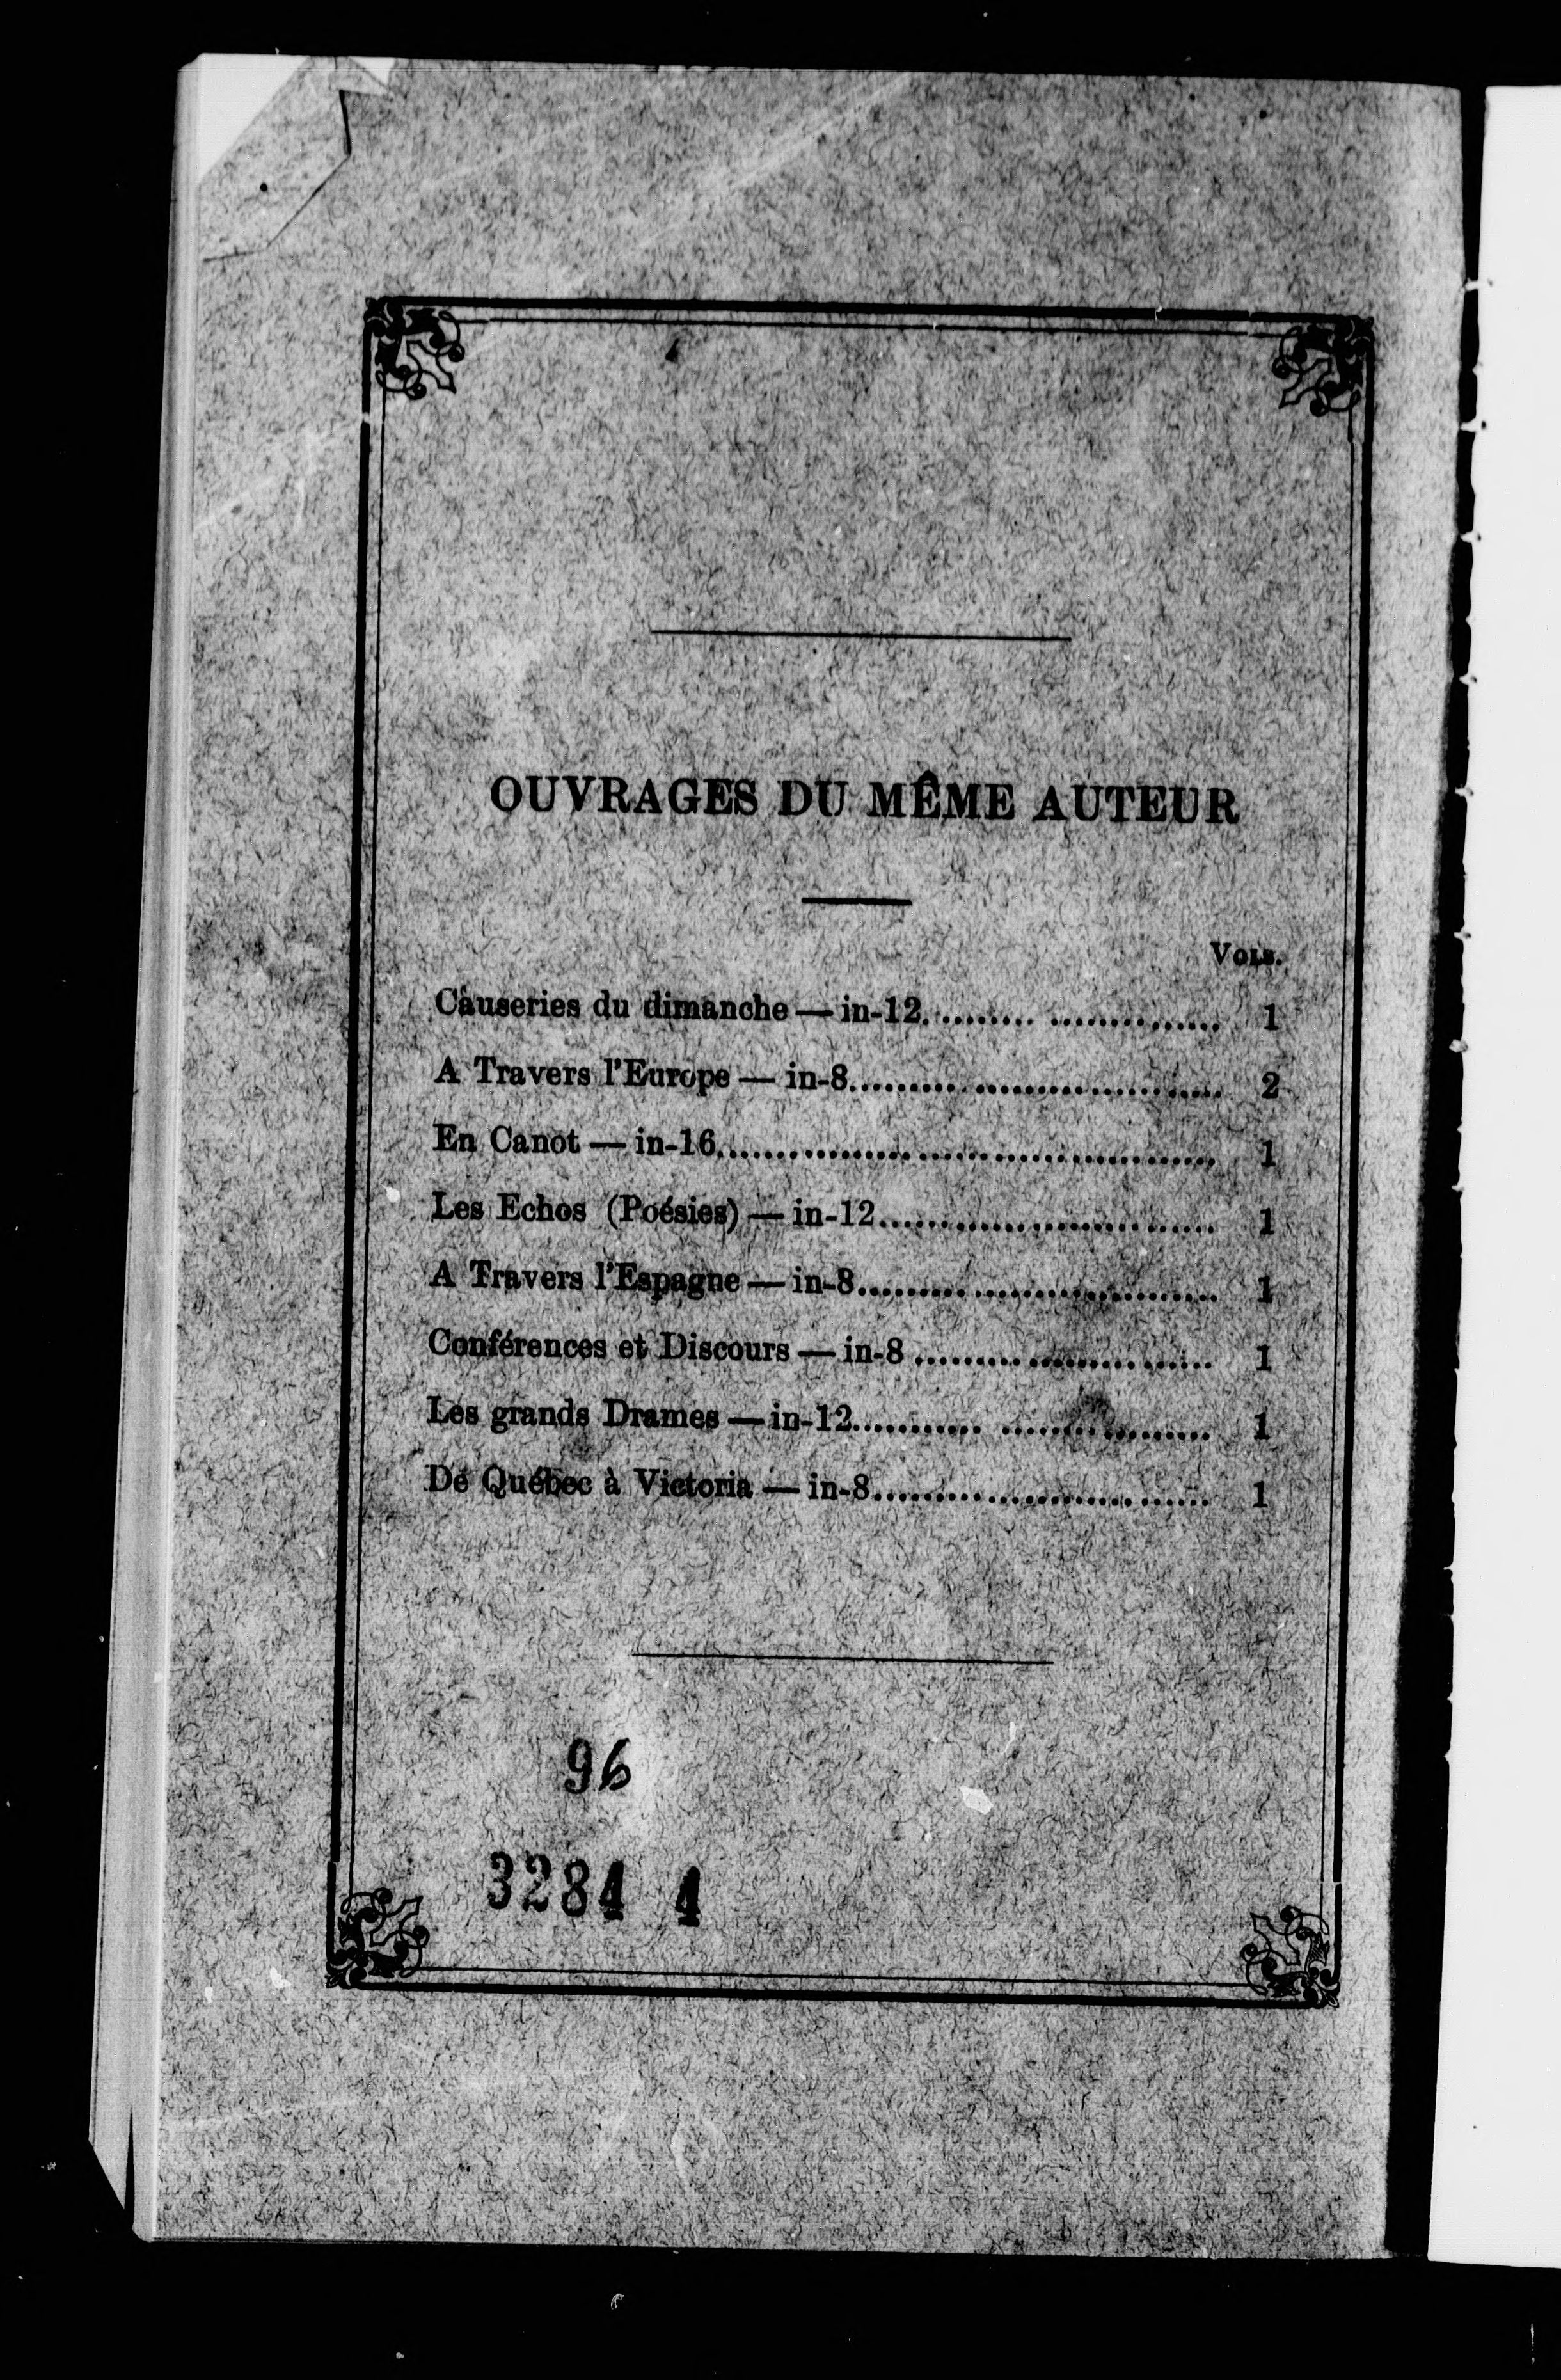 OUVRAGES DU MÊME AUTEUR
Vols.
Causeries du dimanche — in-12. ......... .............. 1
A Travers l'Europe — in-8................................... 2
En Canot — in-16............................................. 1
Les Echos (Poésies) — in-12................................ 1
A Travers l'Espagne — in-8.................................. 1
Conférences et Discours — in-8 ............................ 1
Les grands Drames — in-12............ .................. 1
De Québec à Victoria — in-8................................ 1
96
3284 4